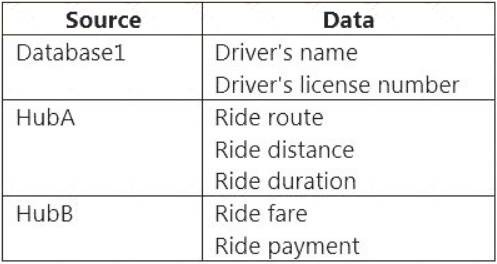 Source Data
Database1 Driver's name
Driver's license number
HubA Ride route
Ride distance
Ride duration
HubB Ride fare
Ride payment